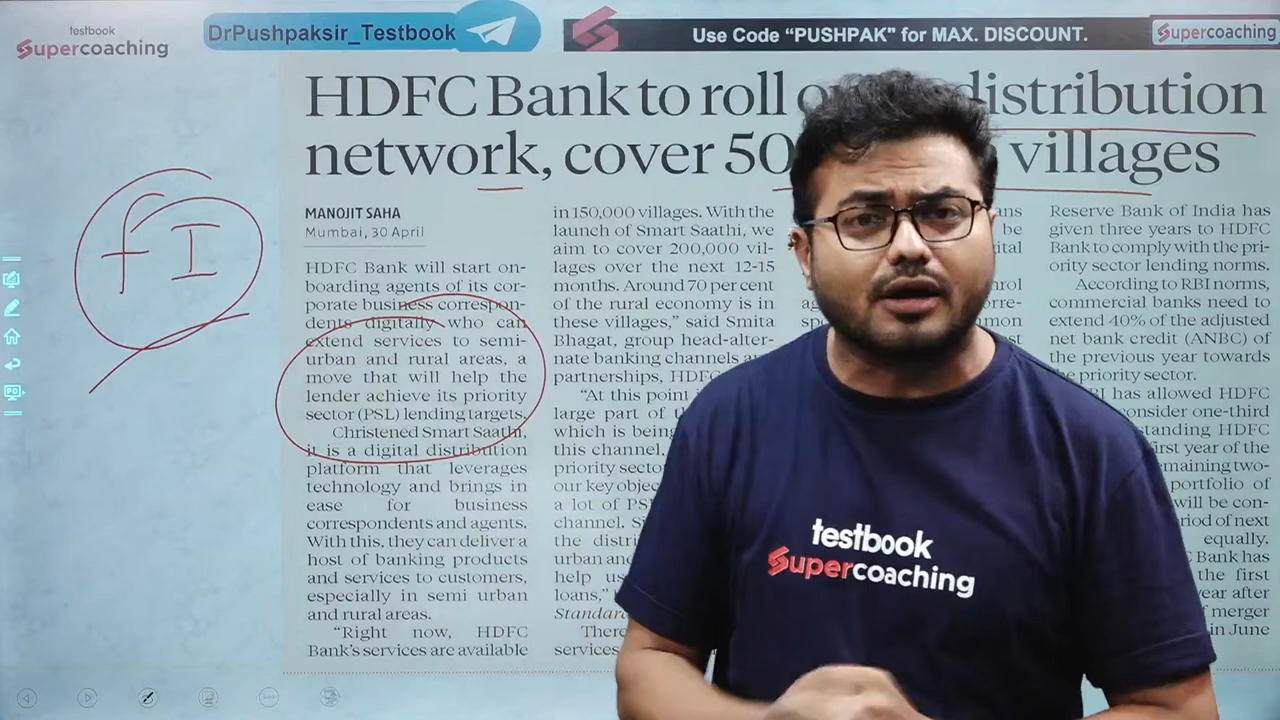 testbook
Supercoaching
DrPushpaksir_Testbook
Use Code “PUSHPAK" for MAX. DISCOUNT.
Supercoaching
HDFC Bank to roll distribution
network, cover 50 villages
FI
MANOJIT SAHA
Mumbai, 30 April
HDFC Bank will start on-
boarding agents of its cor-
porate business correspon-
dents digitally who can
extend services to semi-
urban and rural areas, a
move that will help the
lender achieve its priority
sector (PSL) lending targets.
Christened Smart Saathi,
it is a digital distribution
platform that leverages
technology and brings in
ease for business
correspondents and agents.
With this, they can deliver a
host of banking products
and services to customers,
especially in semi urban
and rural areas.
“Right now, HDFC
Bank’s services are available
in 150,000 villages. With the
launch of Smart Saathi, we
aim to cover 200,000 vil-
lages over the next 12-15
months. Around 70 per cent
of the rural economy is in
these villages,” said Smita
Bhagat, group head-alter-
nate banking channels
partnerships, HDFC
“At this point
large part of
which is being
this channel.
priority sector
our key
a lot of
channel.
the
urban and
help us
loans,”
Standard
There
services
be
Reserve Bank of India has
given three years to HDFC
Bank to comply with the pri-
ority sector lending norms.
According to RBI norms,
commercial banks need to
extend 40% of the adjusted
net bank credit (ANBC) of
the previous year towards
the priority sector.
has allowed HDFC
consider one-third
HDFC
year of the
two-
portfolio of
will be con-
of next
equally.
Bank has
the first
year after
merger
in June
testbook
Supercoaching